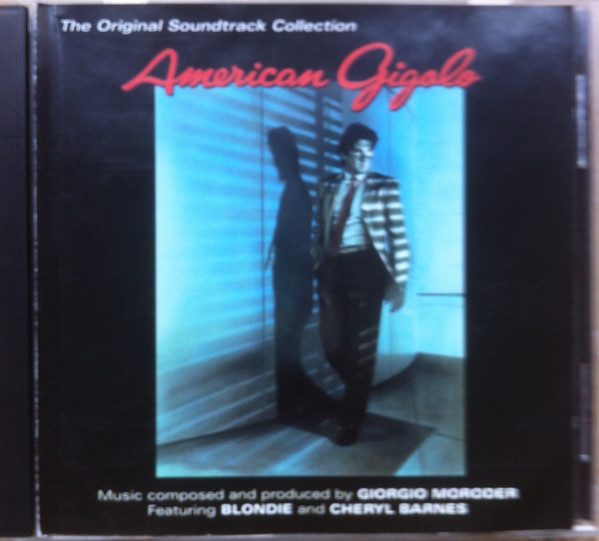 The Original Soundtrack Collection
American Gigolo
Music composed and produced by GIORGIO MORODER
Featuring BLONDIE and CHERYL BARNES